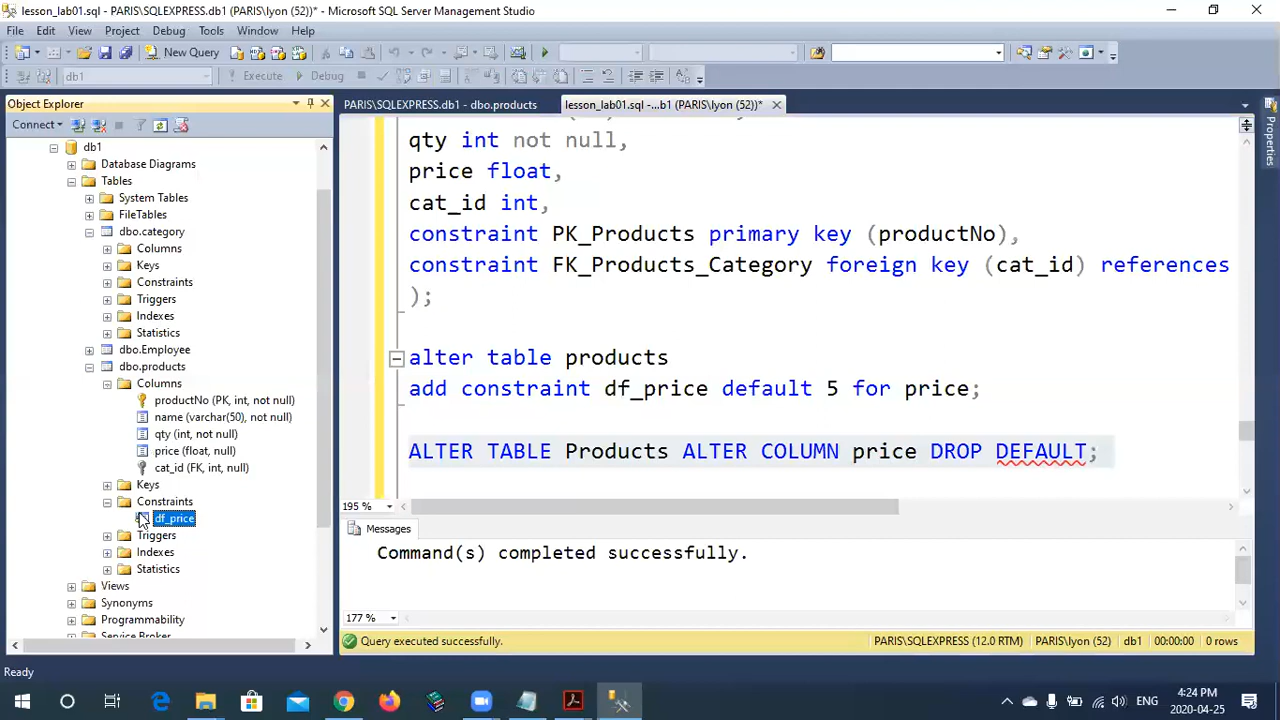 lesson_lab01.sql - PARIS\SQLEXPRESS.db1 (PARIS\lyon (52))* - Microsoft SQL Server Management Studio
File Edit View Project Debug Tools Window Help
New Query
db1 Execute Debug
Object Explorer
PARIS\SQLEXPRESS.db1 - dbo.products
lesson_lab01.sql -...b1 (PARIS\lyon (52))*
Properties
Connect
db1
Database Diagrams
Tables
System Tables
FileTables
dbo.category
Columns
Keys
Constraints
Triggers
Indexes
Statistics
dbo.Employee
dbo.products
Columns
productNo (PK, int, not null)
name (varchar(50), not null)
qty (int, not null)
price (float, null)
cat_id (FK, int, null)
Keys
Constraints
df_price
Triggers
Indexes
Statistics
Views
Synonyms
Programmability
Service Broker
qty int not null,
price float,
cat_id int,
constraint PK_Products primary key (productNo),
constraint FK_Products_Category foreign key (cat_id) references
);
alter table products
add constraint df_price default 5 for price;
ALTER TABLE Products ALTER COLUMN price DROP DEFAULT;
195 %
Messages
Command(s) completed successfully.
177 %
Query executed successfully.
PARIS\SQLEXPRESS (12.0 RTM) PARIS\lyon (52) db1 00:00:00 0 rows
Ready
ENG
4:24 PM
2020-04-25